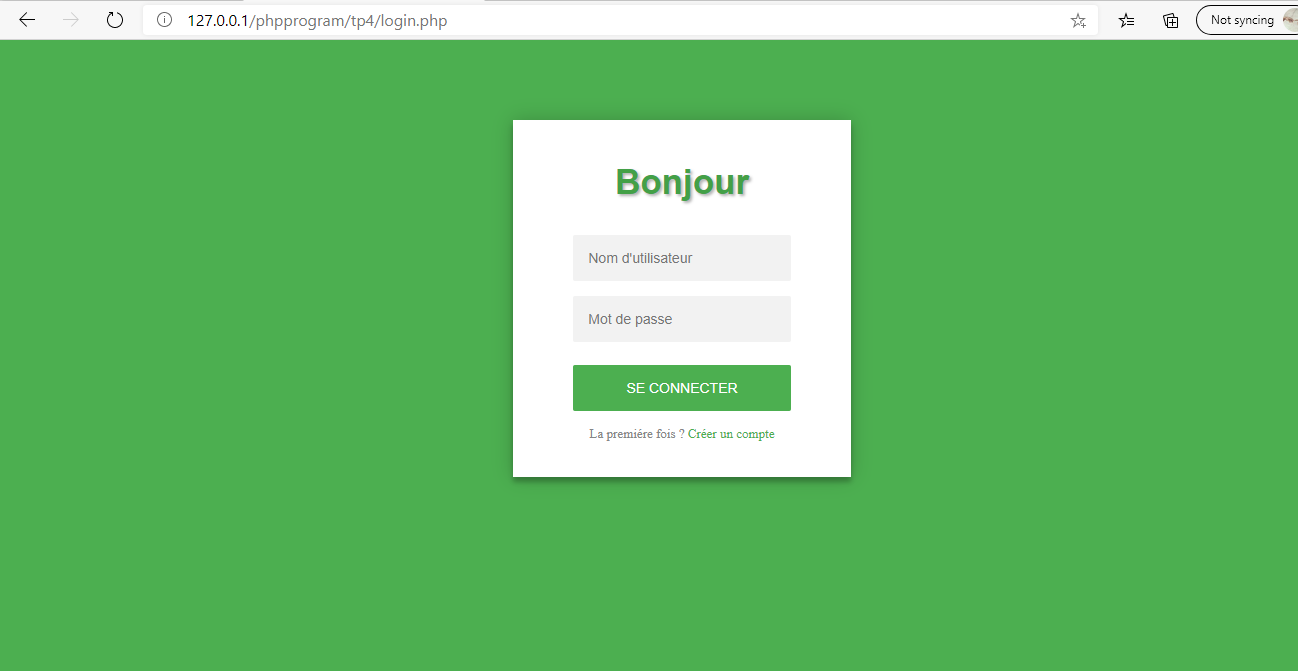 127.0.0.1/phpprogram/tp4/login.php
Not syncing
Bonjour
Nom d'utilisateur
Mot de passe
SE CONNECTER
La premiére fois ? Créer un compte